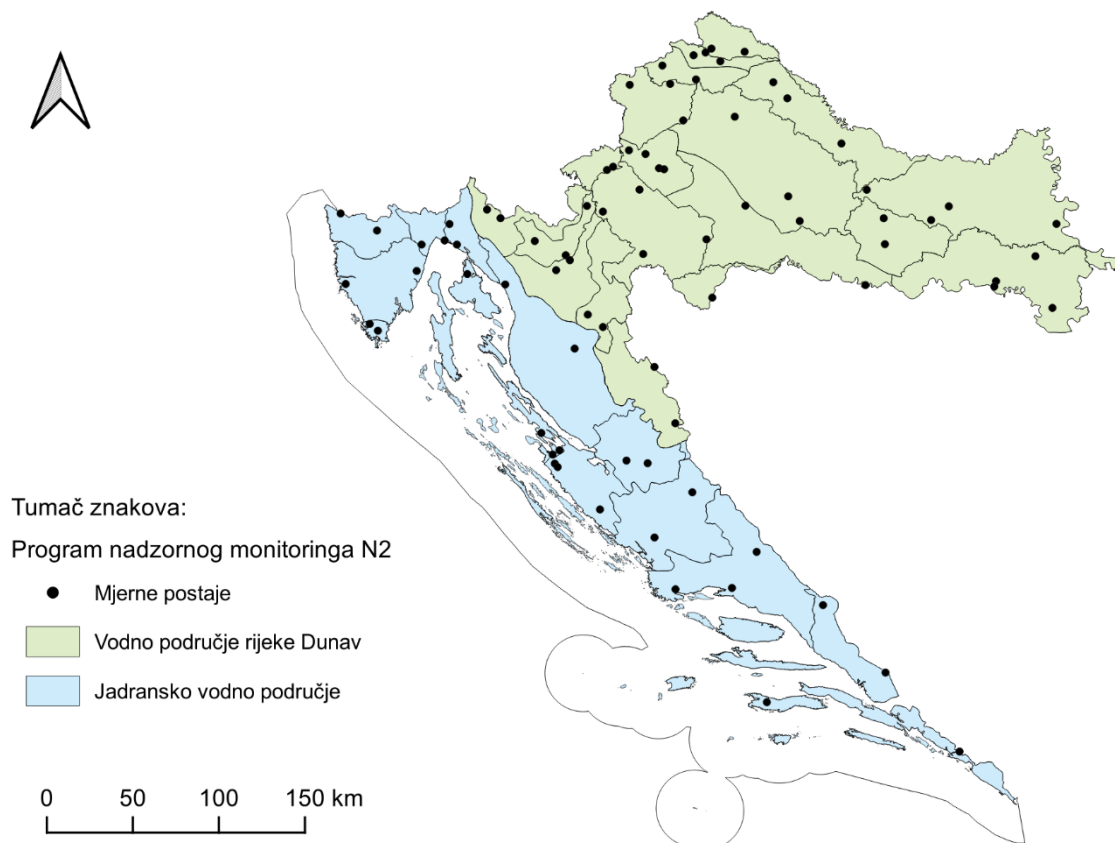 Tumač znakova:
Program nadzornog monitoringa N2
Mjerne postaje
Vodno područje rijeke Dunav
Jadransko vodno područje
0 50 100 150 km